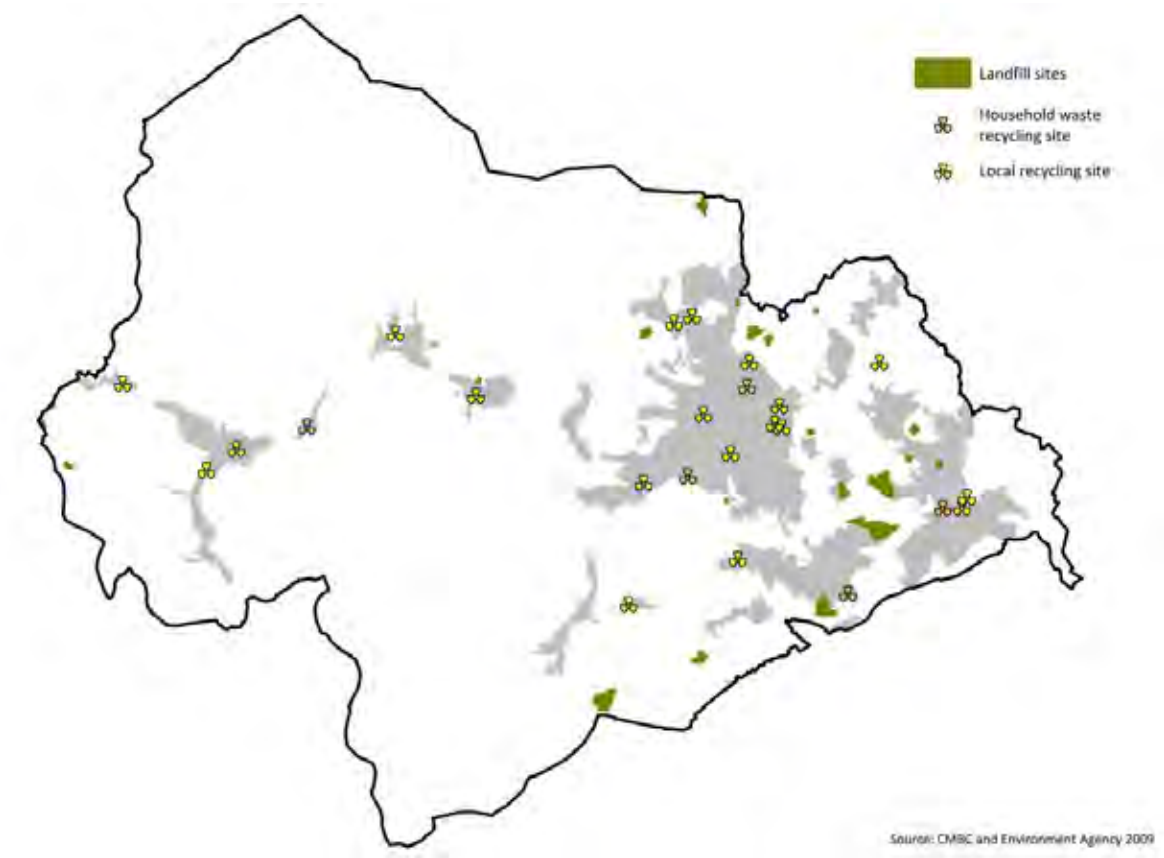 Landfill sites
Household waste
recycling site
Local recycling site
Source: CMBC and Environment Agency 2009